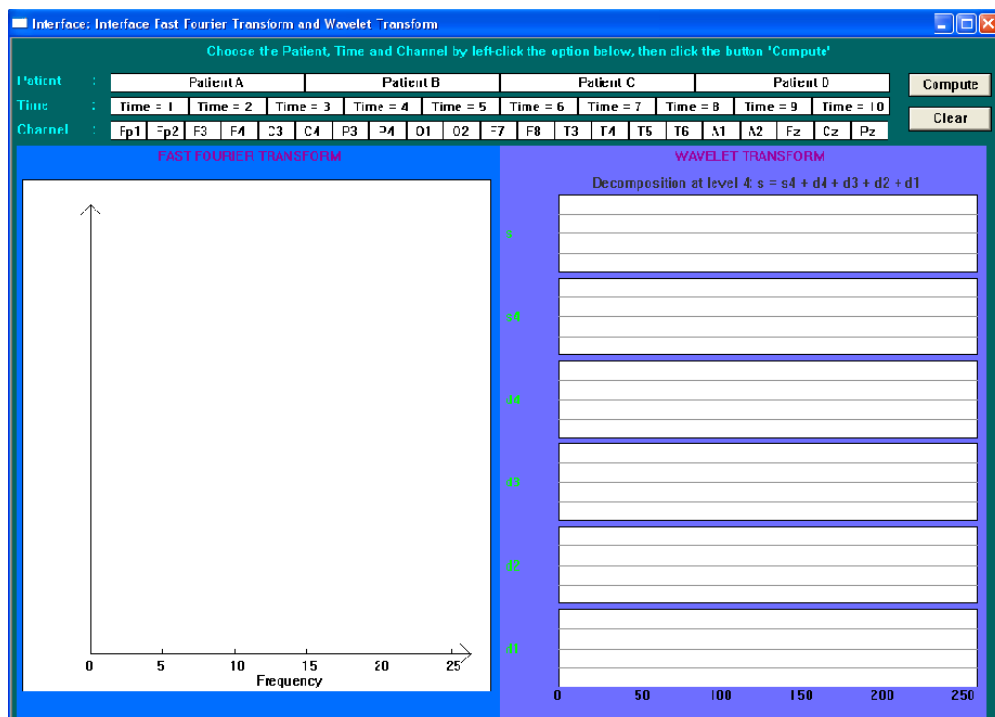 Interface: Interface Fast Fourier Transform and Wavelet Transform
Choose the Patient, Time and Channel by left-click the option below, then click the button 'Compute'
Patient : Patient A Patient B Patient C Patient D Compute
Time : Time = 1 Time = 2 Time = 3 Time = 4 Time = 5 Time = 6 Time = 7 Time = 8 Time = 9 Time = 10
Clear
Channel : Fp1 Fp2 F3 F4 C3 C4 P3 P4 O1 O2 F7 F8 T3 T4 T5 T6 A1 A2 Fz Cz Pz
FAST FOURIER TRANSFORM
WAVELET TRANSFORM
Decomposition at level 4: s = s4 + d4 + d3 + d2 + d1
s
s4
d4
d3
d2
d1
0 5 10 15 20 25
Frequency
0 50 100 150 200 250